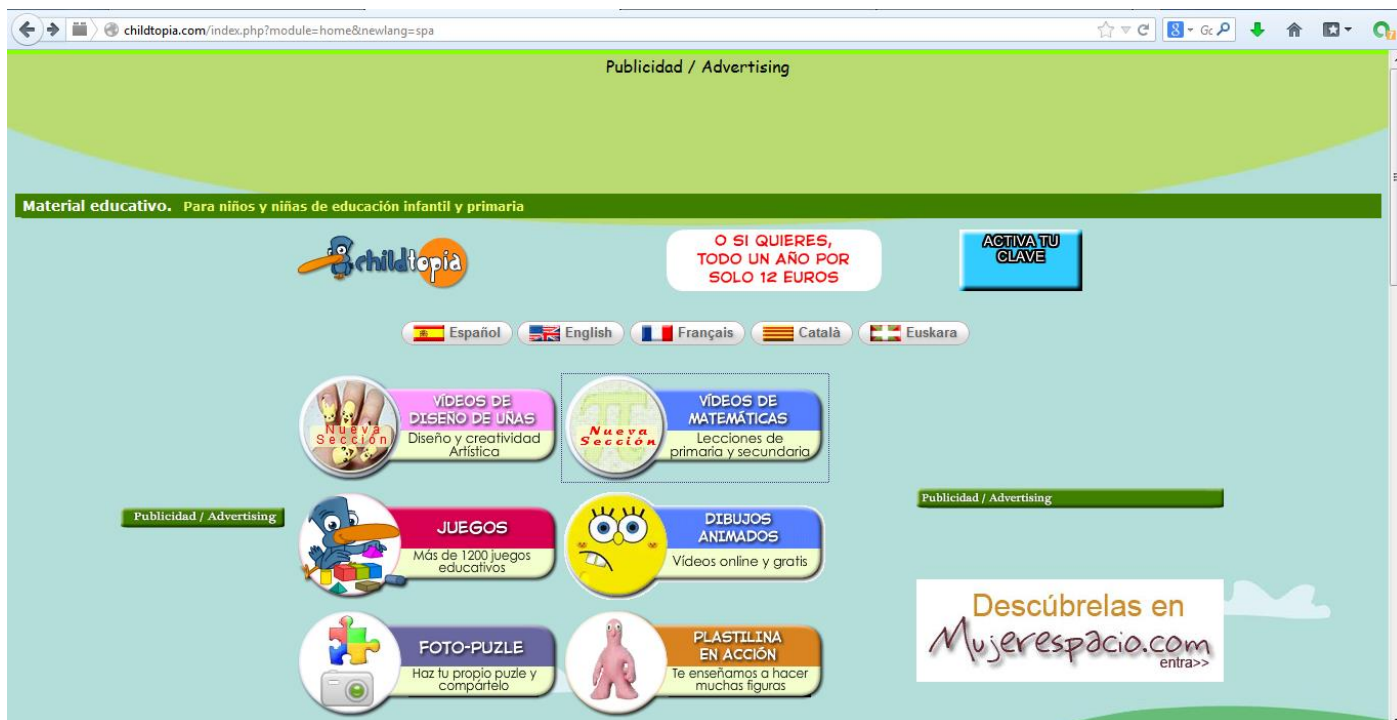 childtopia.com/index.php?module=home&newlang=spa
Publicidad / Advertising
Material educativo. Para niños y niñas de educación infantil y primaria
childtopia
O SI QUIERES,
TODO UN AÑO POR
SOLO 12 EUROS
ACTIVA TU
CLAVE
Español
English
Français
Català
Euskara
VÍDEOS DE
DISEÑO DE UÑAS
Nueva
Sección
Diseño y creatividad
Artística
VÍDEOS DE
MATEMÁTICAS
Nueva
Sección
Lecciones de
primaria y secundaria
Publicidad / Advertising
Publicidad / Advertising
JUEGOS
Más de 1200 juegos
educativos
DIBUJOS
ANIMADOS
Vídeos online y gratis
FOTO-PUZLE
Haz tu propio puzle y
compártelo
PLASTILINA
EN ACCIÓN
Te enseñamos a hacer
muchas figuras
Descúbrelas en
Mujerespacio.com
entra>>